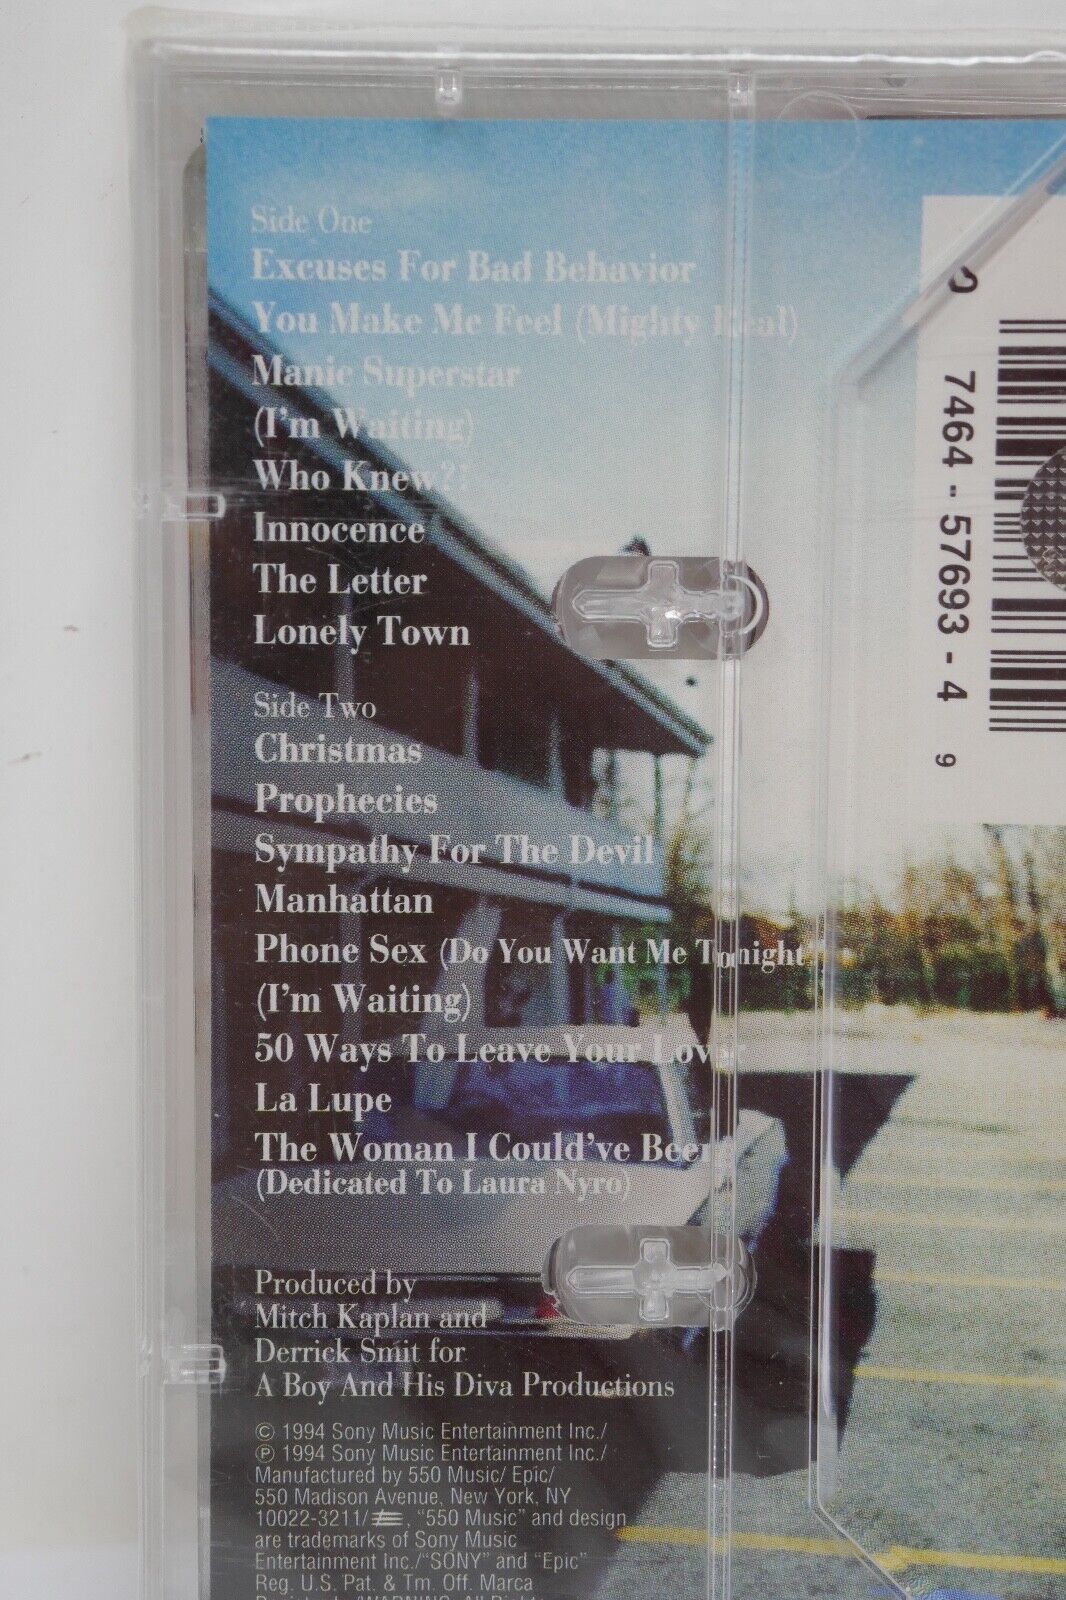 Side One
Excuses For Bad Behavior
You Make Me Feel (Mighty Real)
Manic Superstar
(I'm Waiting)
Who Knew?!
Innocence
The Letter
Lonely Town
Side Two
Christmas
Prophecies
Sympathy For The Devil
Manhattan
Phone Sex (Do You Want Me Tonight
(I'm Waiting)
50 Ways To Leave Your Lover
La Lupe
The Woman I Could've Been
(Dedicated To Laura Nyro)
Produced by
Mitch Kaplan and
Derrick Smit for
A Boy And His Diva Productions
© 1994 Sony Music Entertainment Inc./
℗ 1994 Sony Music Entertainment Inc./
Manufactured by 550 Music/ Epic/
550 Madison Avenue, New York, NY
10022-3211/ , "550 Music" and design
are trademarks of Sony Music
Entertainment Inc./"SONY" and "Epic"
Reg. U.S. Pat. & Tm. Off. Marca
WARNING: All
0 7464-57693-4 9